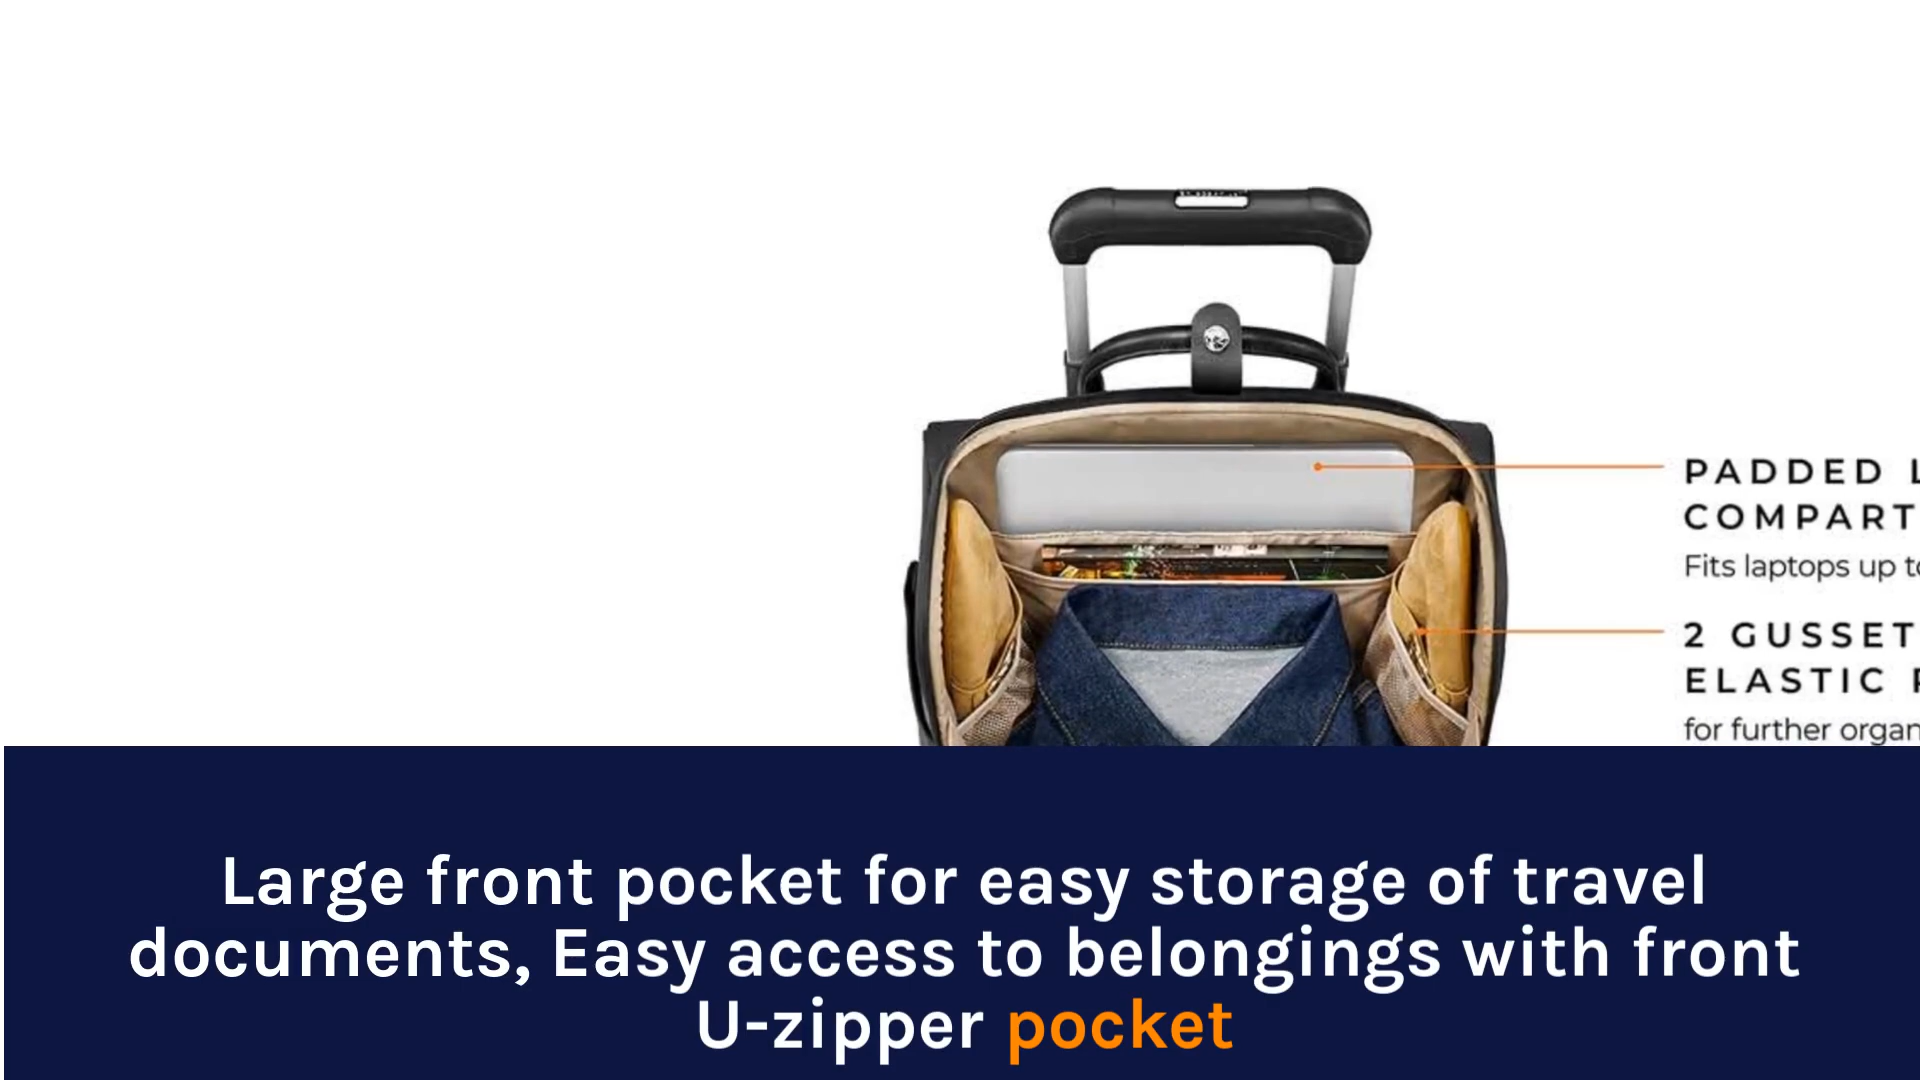 PADDED
COMPART
Fits laptops up to
2 GUSSET
ELASTIC
for further organ
Large front pocket for easy storage of travel
documents, Easy access to belongings with front
U-zipper pocket